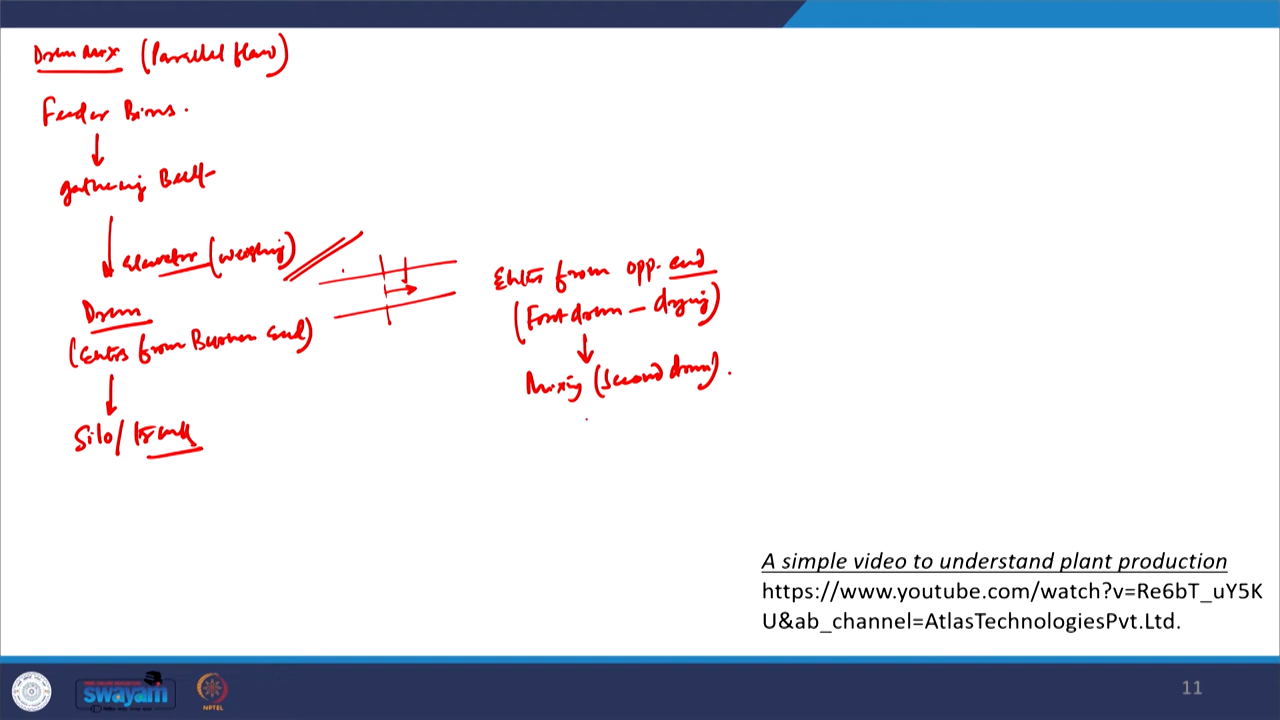 Drum Mix (Parallel flow)
Feeder Bins.
gathering Belt
Elevator (weighing)
Drum
(Enters from Burner End)
Silo/truck
Enter from opp. end
(First drum – drying)
Mixing (Second drum).
A simple video to understand plant production
https://www.youtube.com/watch?v=Re6bT_uY5K
U&ab_channel=AtlasTechnologiesPvt.Ltd.
swayam
NPTEL
11